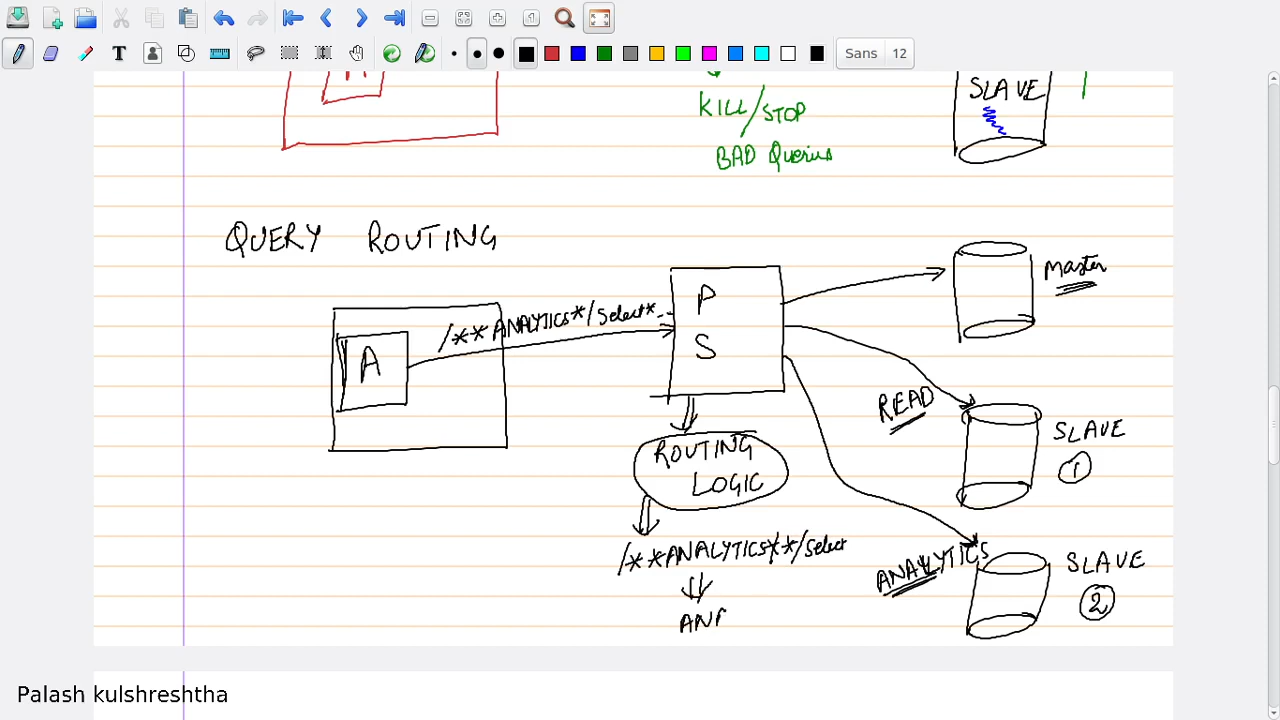 Sans 12
SLAVE
KILL/STOP
BAD Queries
QUERY ROUTING
Master
/**ANALYTICS*/Select*
P
S
A
READ
SLAVE
1
ROUTING
LOGIC
/**ANALYTICS**/Select
ANALYTICS
SLAVE
2
Palash kulshreshtha